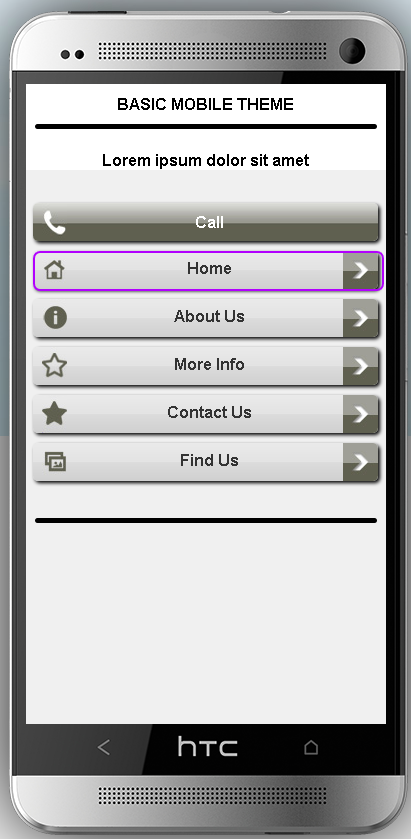 BASIC MOBILE THEME
Lorem ipsum dolor sit amet
Call
Home
About Us
More Info
Contact Us
Find Us
hTC